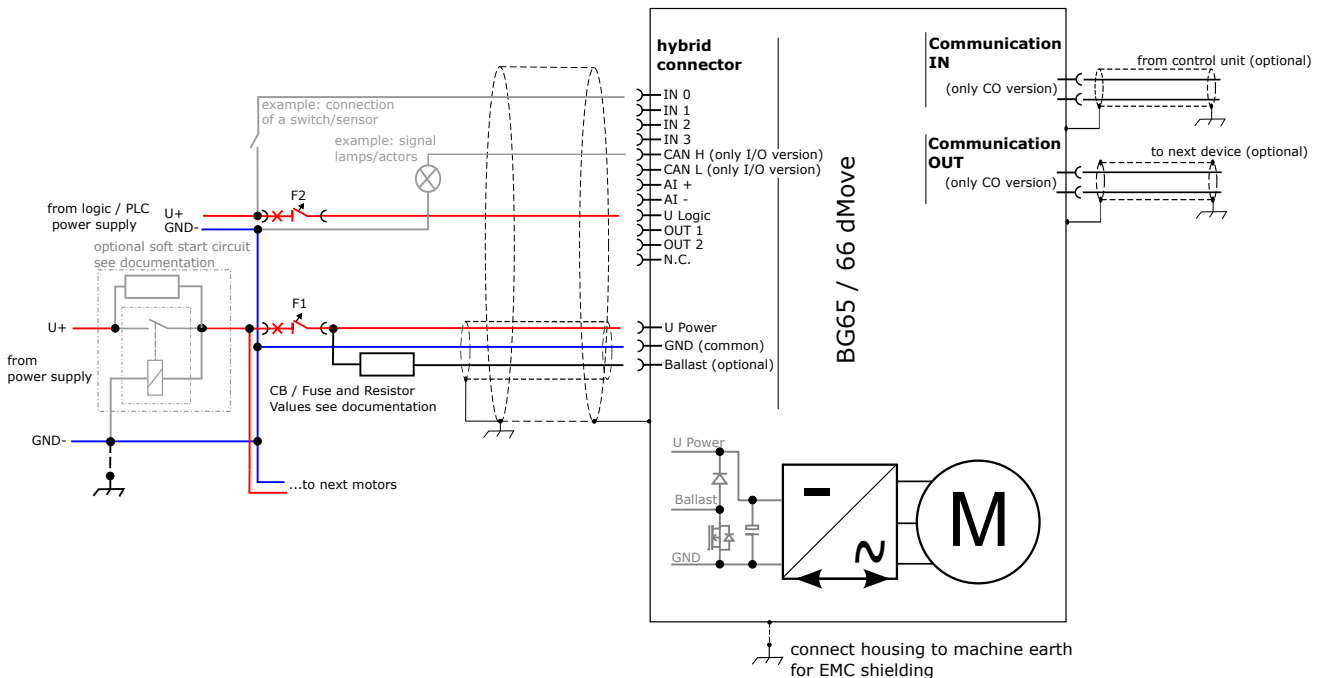 hybrid
connector
IN 0
IN 1
IN 2
IN 3
CAN H (only I/O version)
CAN L (only I/O version)
AI +
AI -
U Logic
OUT 1
OUT 2
N.C.
U Power
GND (common)
Ballast (optional)
example: connection
of a switch/sensor
example: signal
lamps/actors
F2
from logic / PLC
power supply
U+
GND-
optional soft start circuit
see documentation
F1
U+
from
power supply
CB / Fuse and Resistor
Values see documentation
GND-
...to next motors
BG65 / 66 dMove
Communication
IN
(only CO version)
from control unit (optional)
Communication
OUT
(only CO version)
to next device (optional)
U Power
Ballast
GND
M
connect housing to machine earth
for EMC shielding